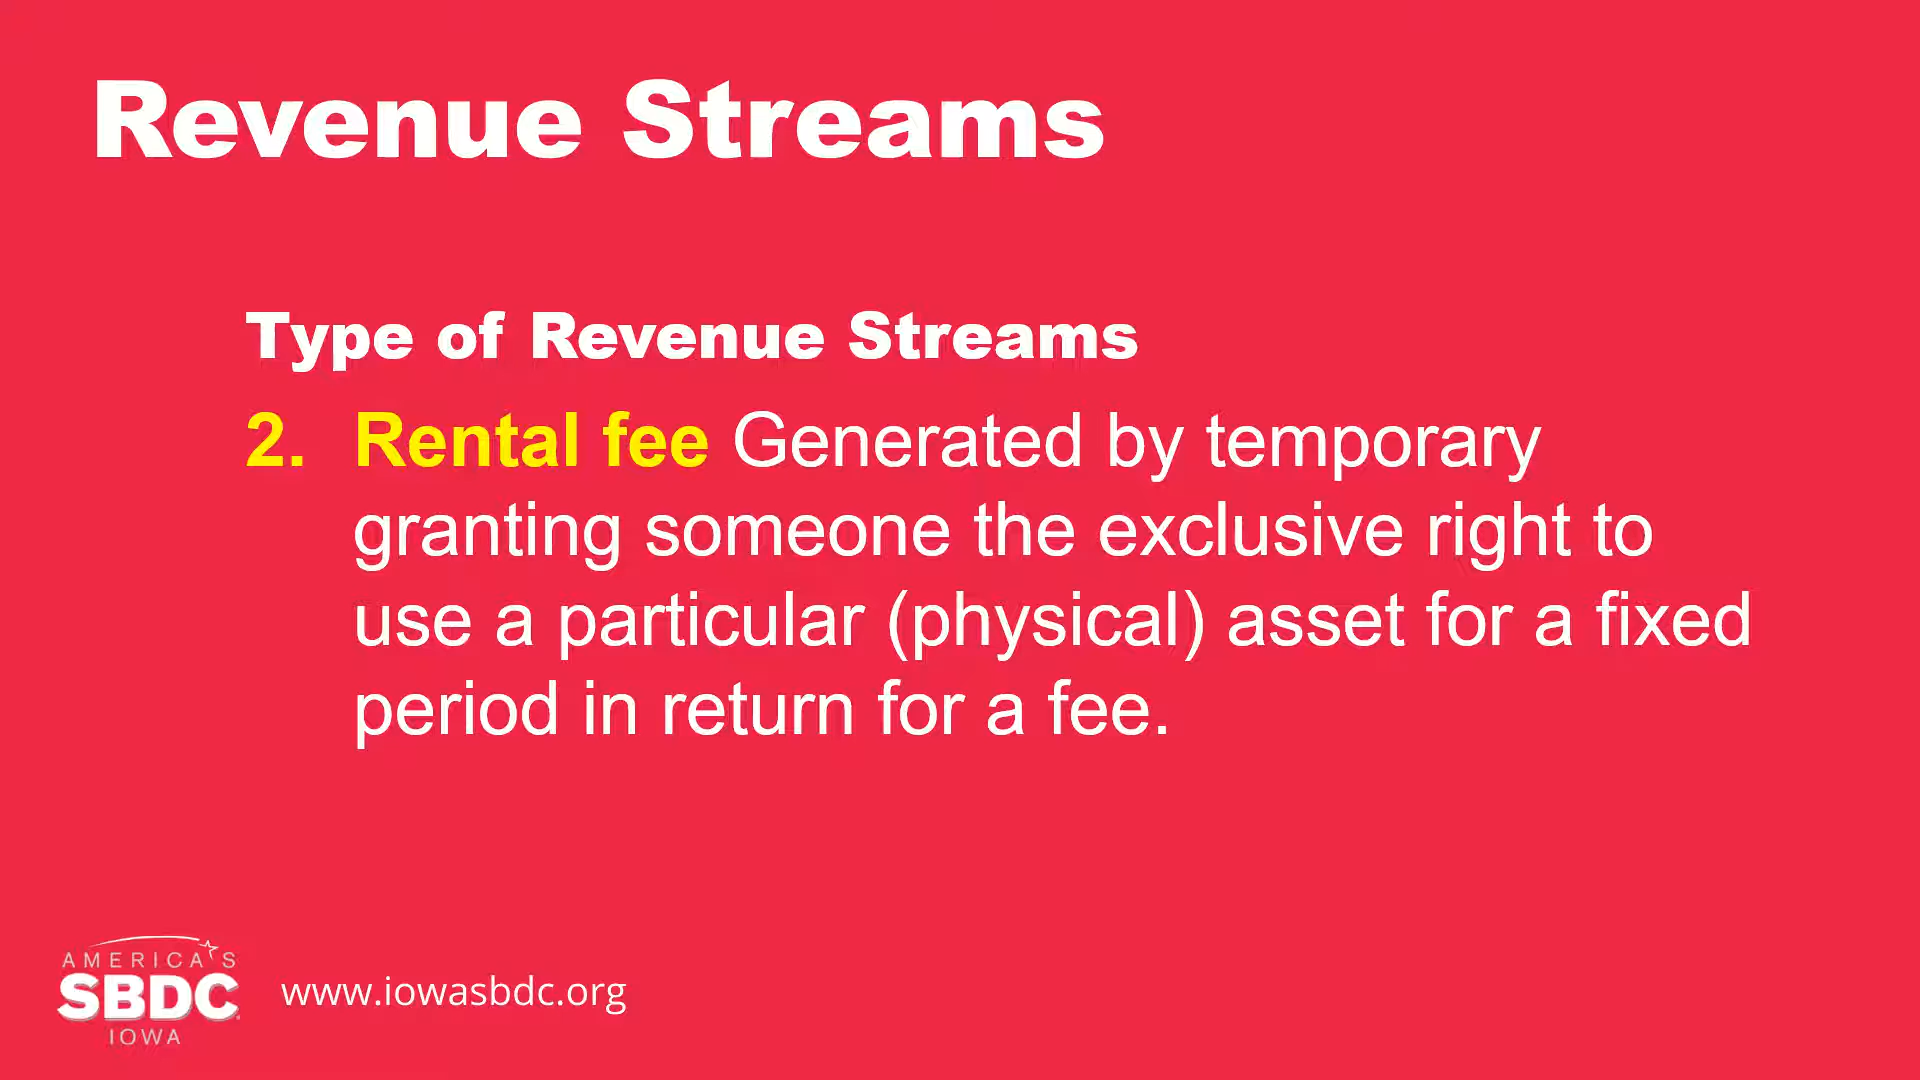 Revenue Streams
Type of Revenue Streams
2. Rental fee Generated by temporary
granting someone the exclusive right to
use a particular (physical) asset for a fixed
period in return for a fee.
AMERICA'S
SBDC
IOWA
www.iowasbdc.org